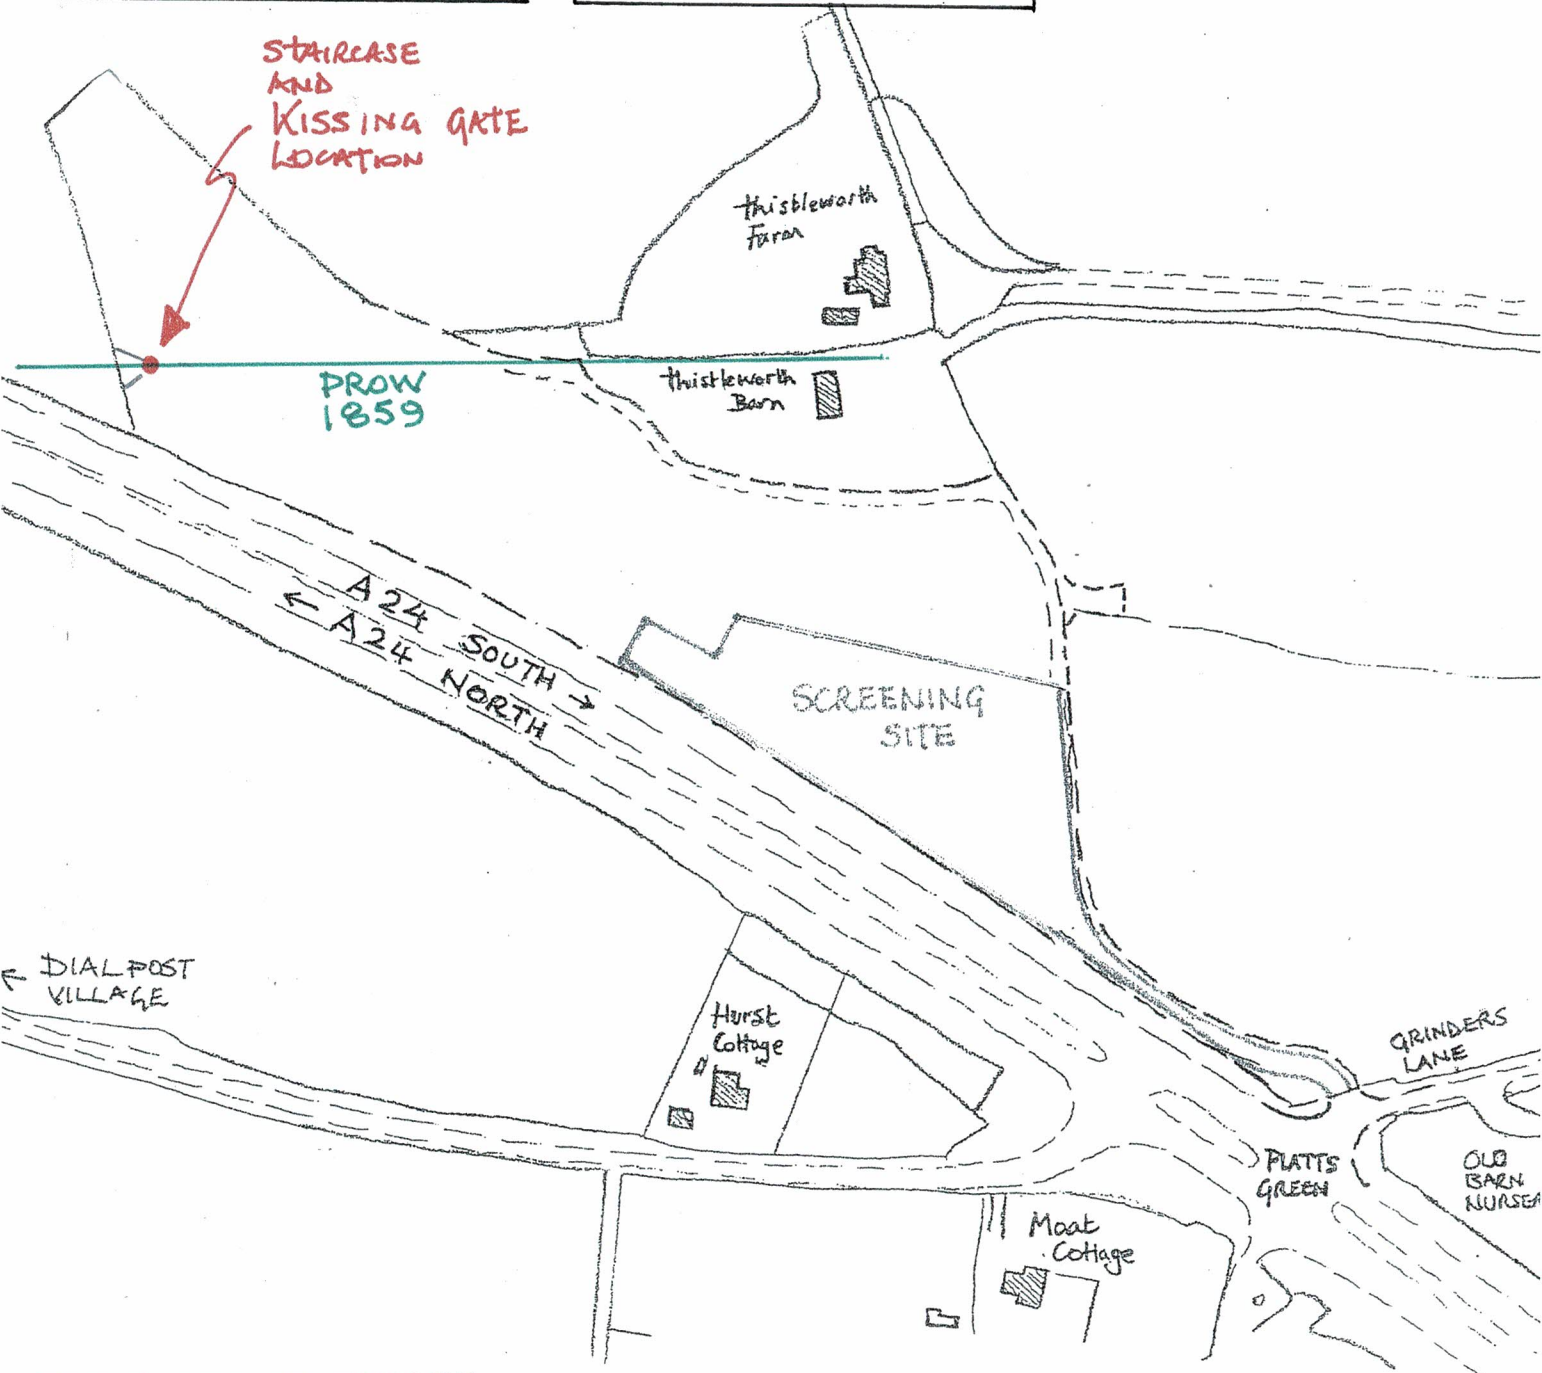 STAIRCASE
AND
KISSING GATE
LOCATION
Thistleworth
Farm
PROW
1859
Thistleworth
Barn
A24 SOUTH →
← A24 NORTH
SCREENING
SITE
← DIAL POST
VILLAGE
Hurst
Cottage
GRINDERS
LANE
PLATTS
GREEN
OLD
BARN
NURSER
Moat
Cottage